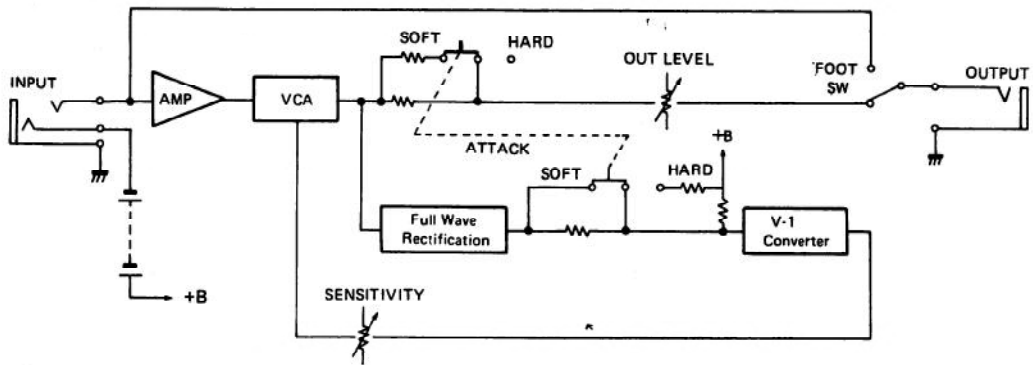 SOFT
HARD
OUT LEVEL
FOOT
SW
OUTPUT
INPUT
AMP
VCA
ATTACK
+B
SOFT
HARD
Full Wave
Rectification
V-1
Converter
+B
SENSITIVITY